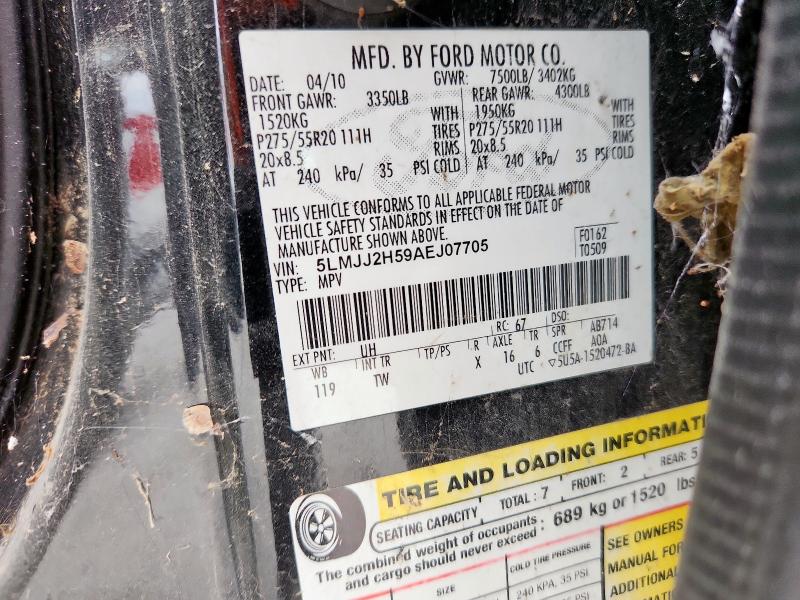 MFD. BY FORD MOTOR CO.
DATE: 04/10 GVWR: 7500LB/ 3402KG
FRONT GAWR: 3350LB REAR GAWR: 4300LB
1520KG WITH 1950KG WITH
P275/55R20 111H TIRES P275/55R20 111H TIRES
20x8.5 RIMS 20x8.5 RIMS
AT 240 kPa/ 35 PSI COLD AT 240 kPa/ 35 PSI COLD
THIS VEHICLE CONFORMS TO ALL APPLICABLE FEDERAL MOTOR
VEHICLE SAFETY STANDARDS IN EFFECT ON THE DATE OF
MANUFACTURE SHOWN ABOVE.
VIN: 5LMJJ2H59AEJ07705 F0162
TYPE: MPV T0509
EXT PNT: UH RC: 67 DSO:
WB INT TR TP/PS R AXLE TR SPR AB714
119 TW X 16 6 CCFF AOA
UTC ▽5U5A-1520472-BA
TIRE AND LOADING INFORMATI
SEATING CAPACITY TOTAL: 7 FRONT: 2 REAR: 5
The combined weight of occupants
and cargo should never exceed: 689 kg or 1520 lbs
SIZE COLD TIRE PRESSURE SEE OWNERS
240 KPA, 35 PSI MANUAL FOR
35 PSI ADDITIONAL